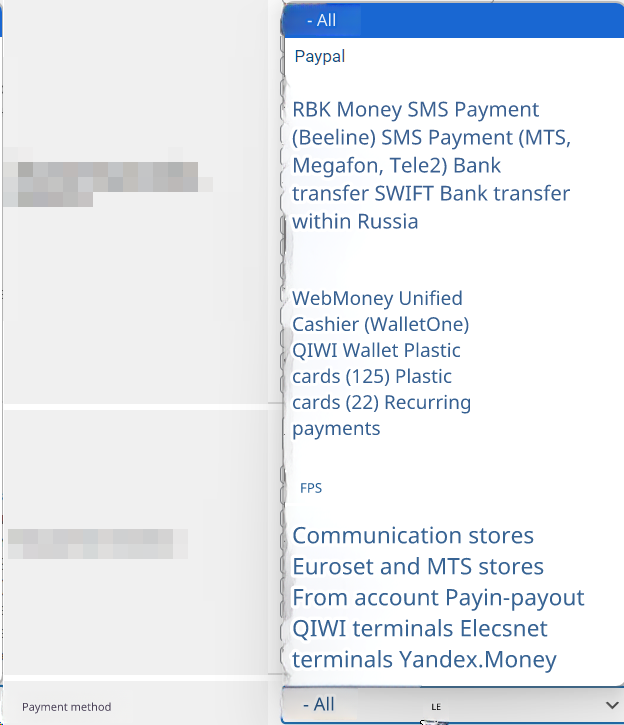 - All
Paypal
RBK Money SMS Payment
(Beeline) SMS Payment (MTS,
Megafon, Tele2) Bank
transfer SWIFT Bank transfer
within Russia
WebMoney Unified
Cashier (WalletOne)
QIWI Wallet Plastic
cards (125) Plastic
cards (22) Recurring
payments
FPS
Communication stores
Euroset and MTS stores
From account Payin-payout
QIWI terminals Elecsnet
terminals Yandex.Money
Payment method
- All
LE